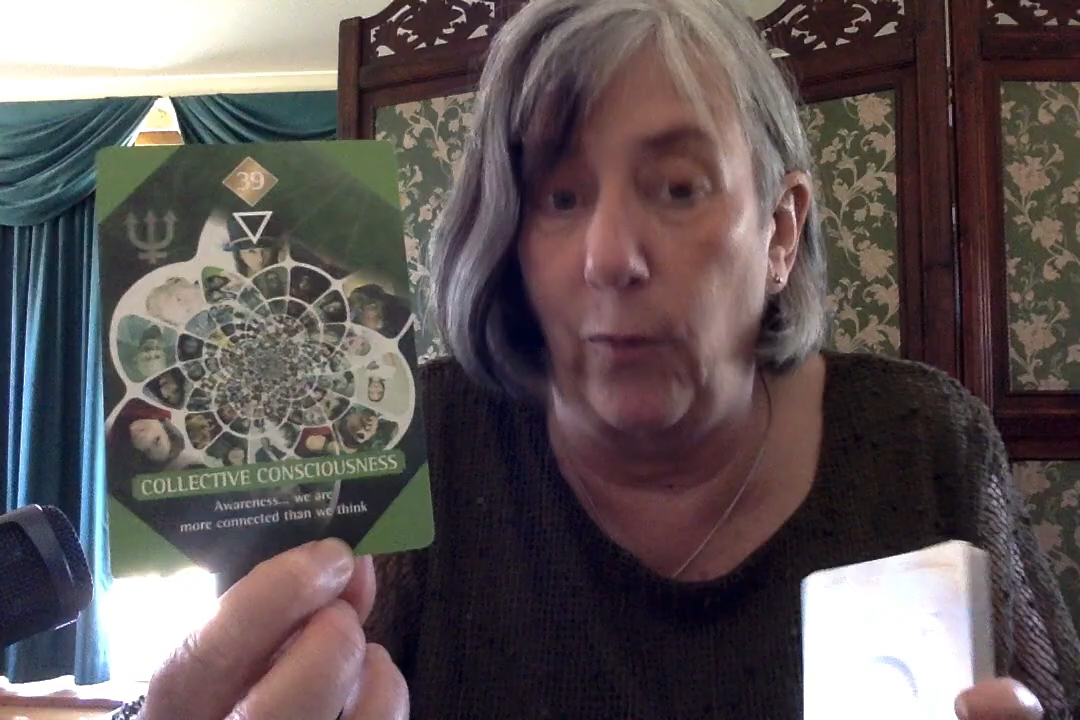 39
COLLECTIVE CONSCIOUSNESS
Awareness... we are
more connected than we think